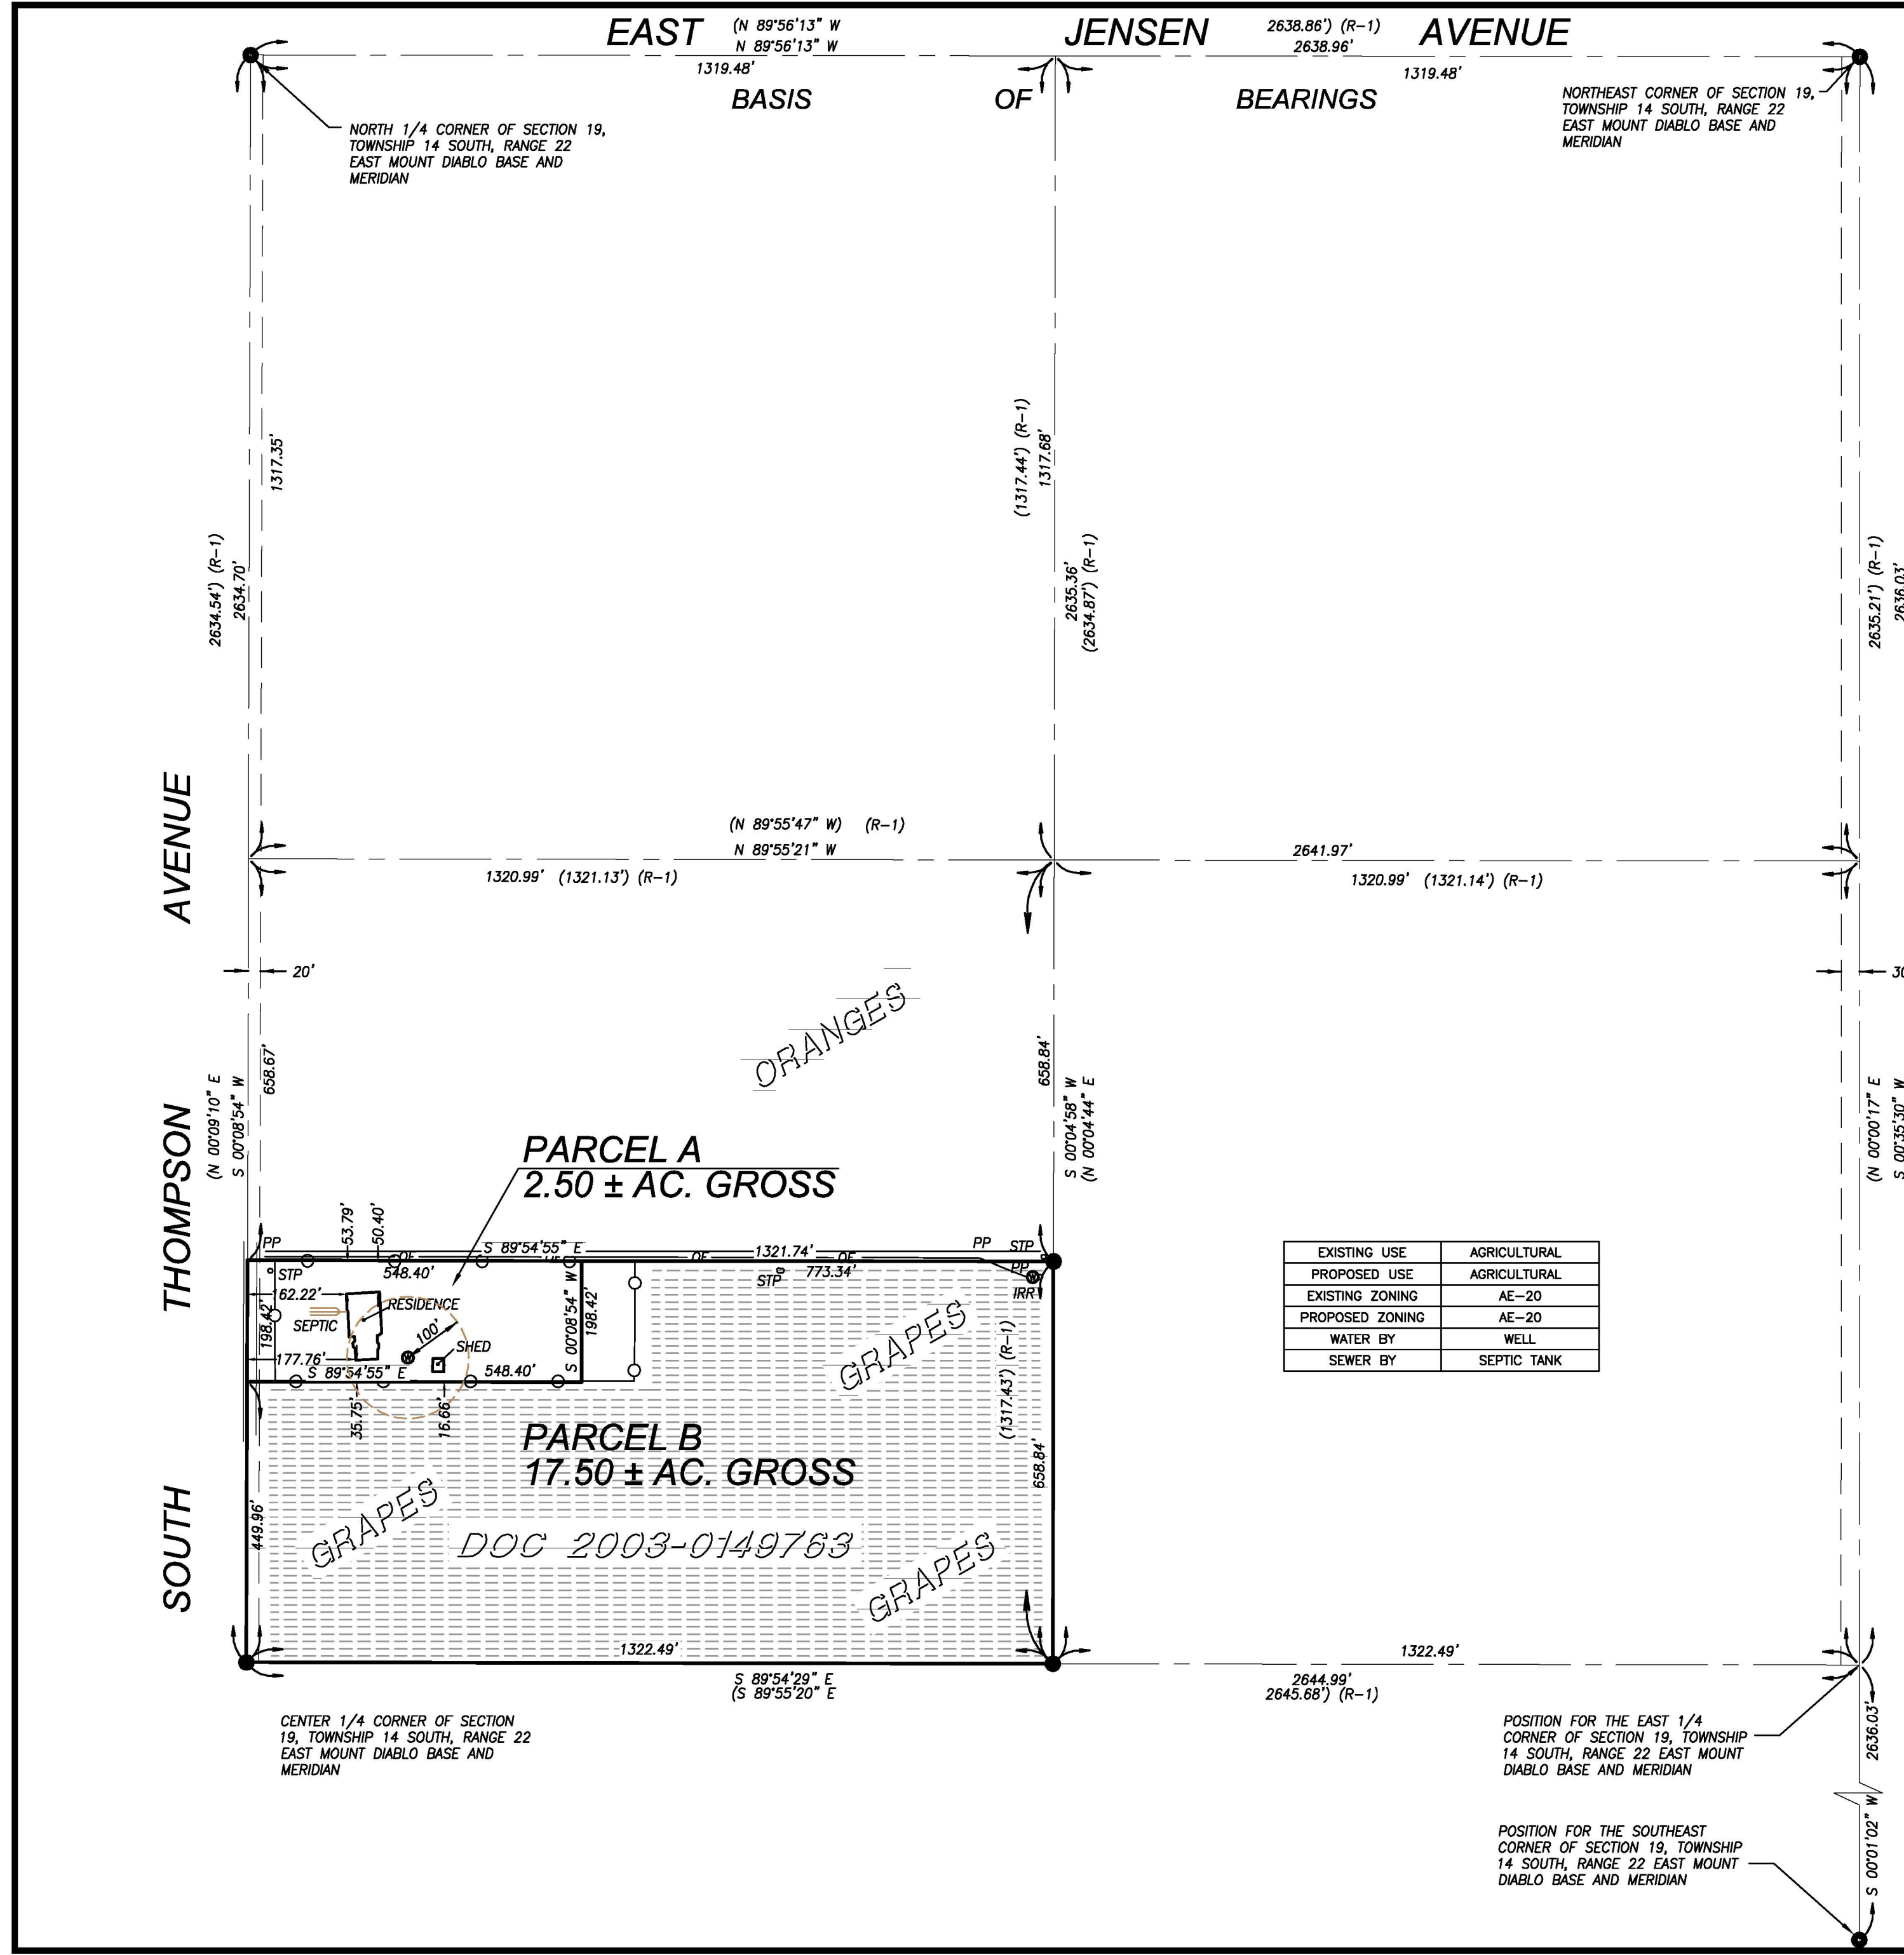 EAST JENSEN AVENUE
(N 89°56'13" W 2638.86') (R-1)
N 89°56'13" W 2638.96'
1319.48'
1319.48'
BASIS OF BEARINGS
NORTH 1/4 CORNER OF SECTION 19,
TOWNSHIP 14 SOUTH, RANGE 22
EAST MOUNT DIABLO BASE AND
MERIDIAN
NORTHEAST CORNER OF SECTION 19,
TOWNSHIP 14 SOUTH, RANGE 22
EAST MOUNT DIABLO BASE AND
MERIDIAN
1317.35'
(1317.44') (R-1)
1317.68'
2634.54') (R-1)
2634.70'
2635.36'
(2634.87') (R-1)
2635.21') (R-1)
2636.03'
SOUTH THOMPSON AVENUE
(N 89°55'47" W) (R-1)
N 89°55'21" W
2641.97'
1320.99' (1321.13') (R-1)
1320.99' (1321.14') (R-1)
20'
30
ORANGES
658.67'
658.84'
(N 00°09'10" E
S 00°08'54" W
S 00°04'58" W
(N 00°04'44" E
(N 00°00'17" E
S 00°35'30" W
PARCEL A
2.50 ± AC. GROSS
53.79'
50.40'
PP
OE
S 89°54'55" E
OE
1321.74'
OE
PP
STP
STP
548.40'
STP
773.34'
PP
W
IRR
162.22'
RESIDENCE
198.42'
SEPTIC
100'
SHED
W
S 00°08'54" W
198.42'
177.76'
S 89°54'55" E
548.40'
35.75'
16.66'
GRAPES
(1317.43') (R-1)
658.84'
EXISTING USE AGRICULTURAL
PROPOSED USE AGRICULTURAL
EXISTING ZONING AE-20
PROPOSED ZONING AE-20
WATER BY WELL
SEWER BY SEPTIC TANK
PARCEL B
17.50 ± AC. GROSS
449.96'
GRAPES
DOC 2003-0149763
GRAPES
1322.49'
S 89°54'29" E
(S 89°55'20" E
1322.49'
2644.99'
2645.68') (R-1)
CENTER 1/4 CORNER OF SECTION
19, TOWNSHIP 14 SOUTH, RANGE 22
EAST MOUNT DIABLO BASE AND
MERIDIAN
POSITION FOR THE EAST 1/4
CORNER OF SECTION 19, TOWNSHIP
14 SOUTH, RANGE 22 EAST MOUNT
DIABLO BASE AND MERIDIAN
2636.03'
POSITION FOR THE SOUTHEAST
CORNER OF SECTION 19, TOWNSHIP
14 SOUTH, RANGE 22 EAST MOUNT
DIABLO BASE AND MERIDIAN
S 00°01'02" W